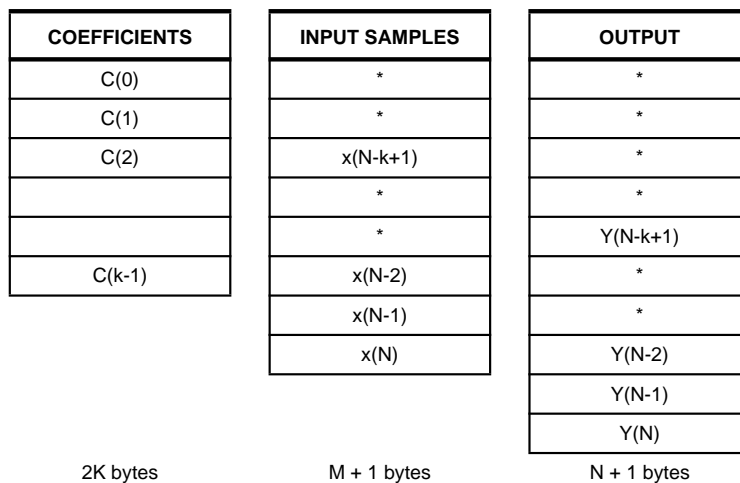 COEFFICIENTS INPUT SAMPLES OUTPUT
C(0) * *
C(1) * *
C(2) x(N-k+1) *
* *
* Y(N-k+1)
C(k-1) x(N-2) *
x(N-1) *
x(N) Y(N-2)
Y(N-1)
Y(N)
2K bytes M + 1 bytes N + 1 bytes